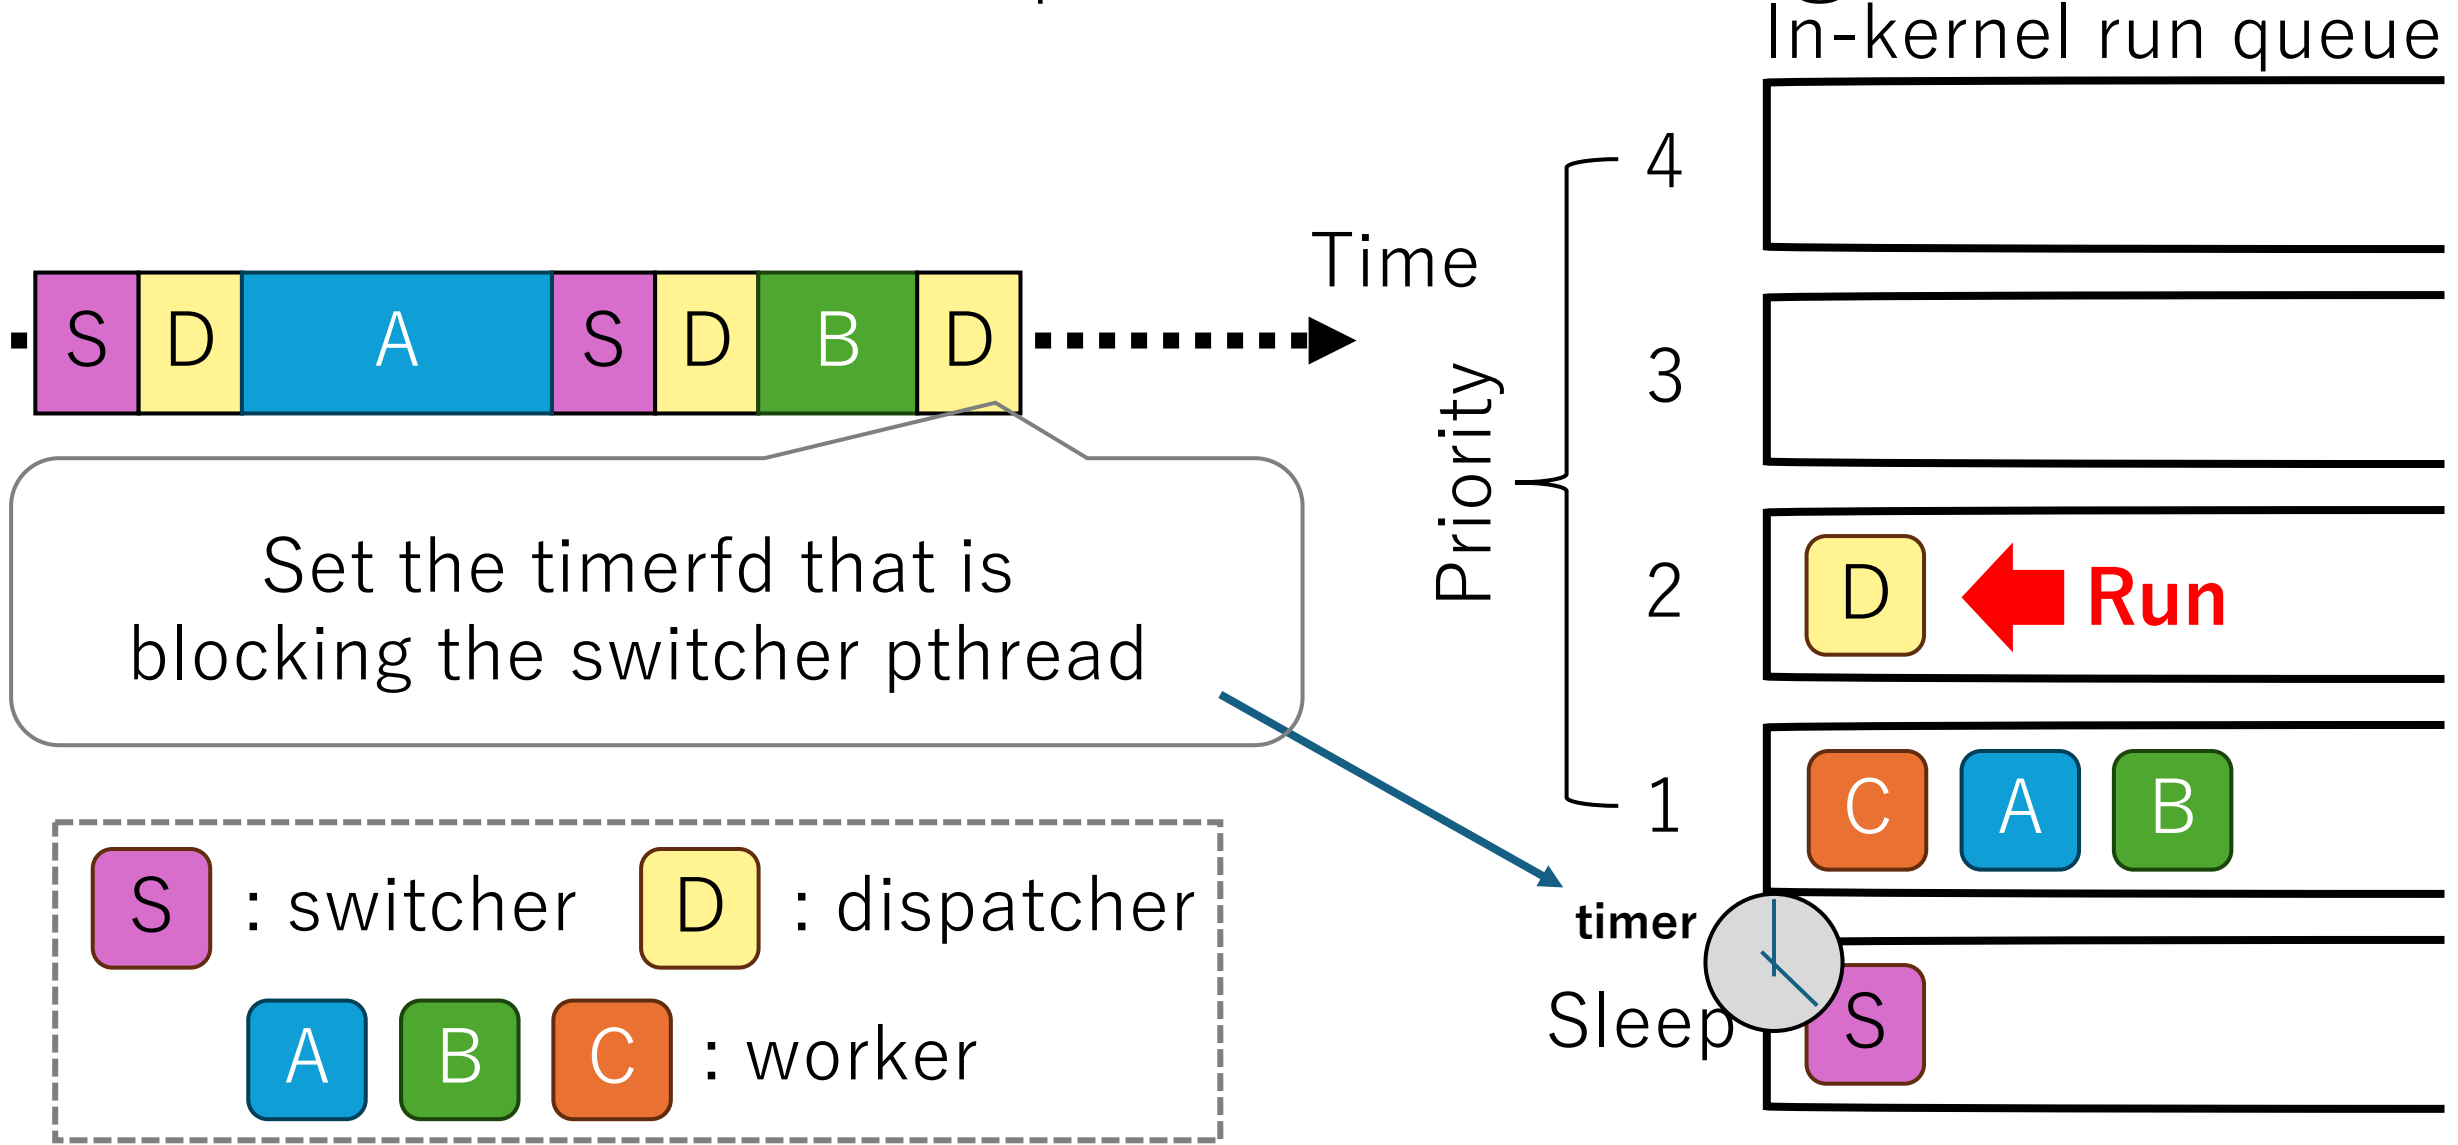 In-kernel run queue
Time
S D A S D B D
Set the timerfd that is
blocking the switcher pthread
S : switcher D : dispatcher
A B C : worker
Priority
4
3
2
D Run
1
C A B
timer
Sleep
S